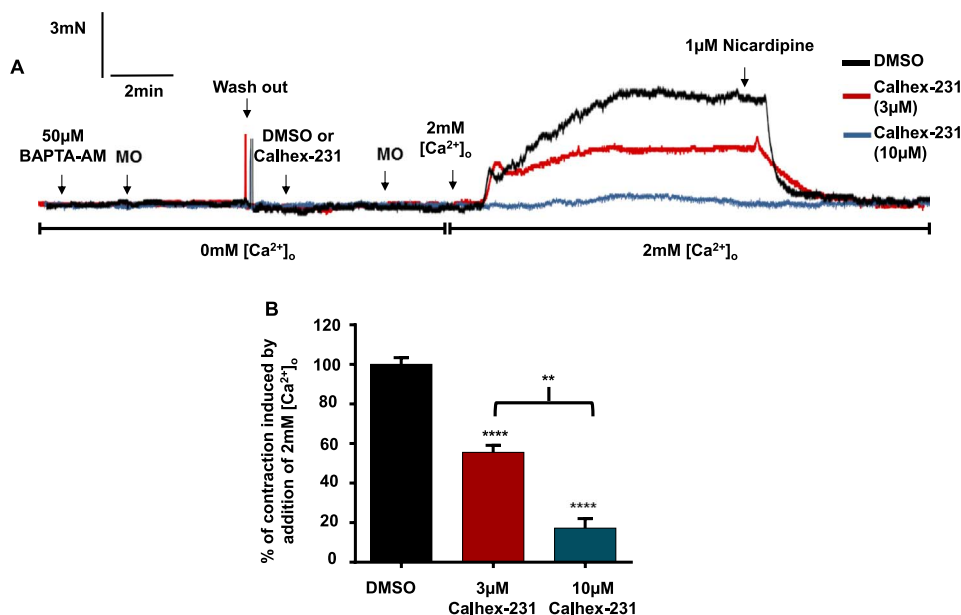 3mN
A
2min
50µM
BAPTA-AM
MO
Wash out
DMSO or
Calhex-231
MO
2mM
[Ca²⁺]ₒ
1µM Nicardipine
DMSO
Calhex-231
(3µM)
Calhex-231
(10µM)
0mM [Ca²⁺]ₒ
2mM [Ca²⁺]ₒ
B
% of contraction induced by
addition of 2mM [Ca²⁺]ₒ
120
100
80
60
40
20
0
**
****
****
DMSO
3µM
Calhex-231
10µM
Calhex-231